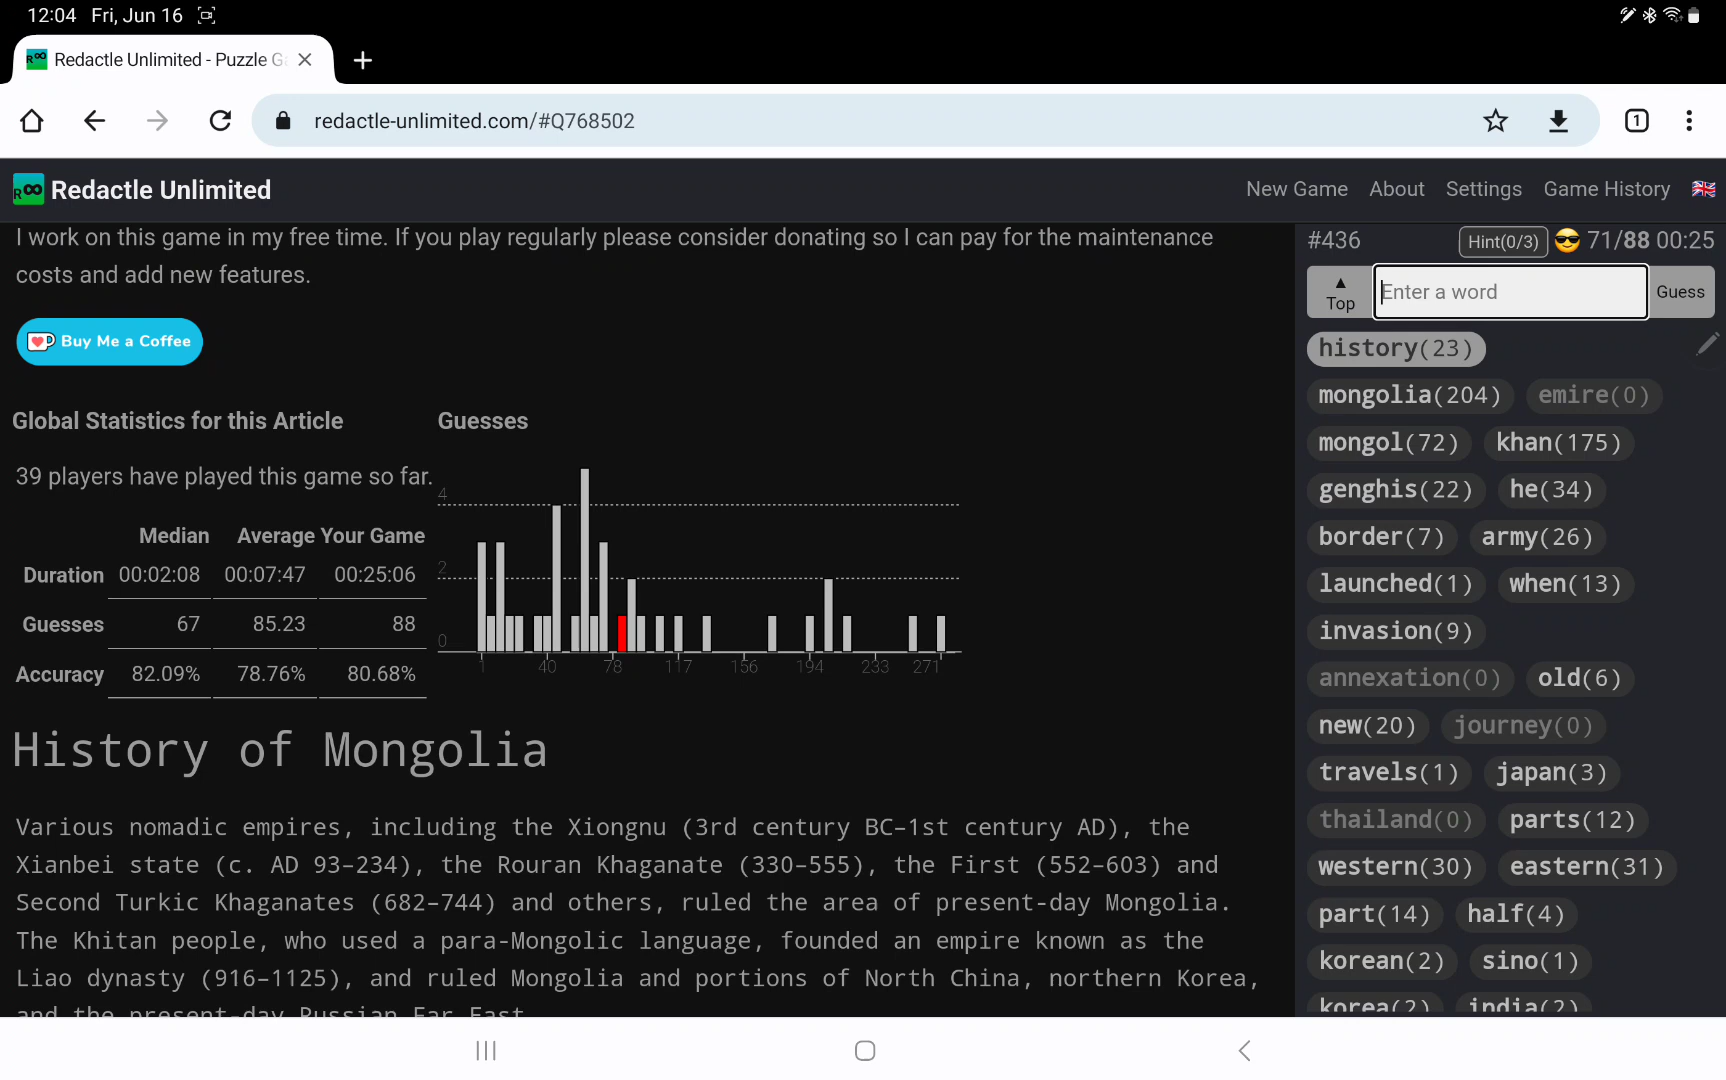 12:04 Fri, Jun 16
Redactle Unlimited - Puzzle G
redactle-unlimited.com/#Q768502
1
R∞ Redactle Unlimited
New Game About Settings Game History
I work on this game in my free time. If you play regularly please consider donating so I can pay for the maintenance
costs and add new features.
Buy Me a Coffee
Global Statistics for this Article
39 players have played this game so far.
Median Average Your Game
Duration 00:02:08 00:07:47 00:25:06
Guesses 67 85.23 88
Accuracy 82.09% 78.76% 80.68%
Guesses
4
2
0
1 40 78 117 156 194 233 271
History of Mongolia
Various nomadic empires, including the Xiongnu (3rd century BC–1st century AD), the
Xianbei state (c. AD 93–234), the Rouran Khaganate (330–555), the First (552–603) and
Second Turkic Khaganates (682–744) and others, ruled the area of present-day Mongolia.
The Khitan people, who used a para-Mongolic language, founded an empire known as the
Liao dynasty (916–1125), and ruled Mongolia and portions of North China, northern Korea,
and the present-day Russian Far East.
#436 Hint(0/3) 😎 71/88 00:25
▲ Top Enter a word Guess
history(23)
mongolia(204) emire(0)
mongol(72) khan(175)
genghis(22) he(34)
border(7) army(26)
launched(1) when(13)
invasion(9)
annexation(0) old(6)
new(20) journey(0)
travels(1) japan(3)
thailand(0) parts(12)
western(30) eastern(31)
part(14) half(4)
korean(2) sino(1)
korea(2) india(2)